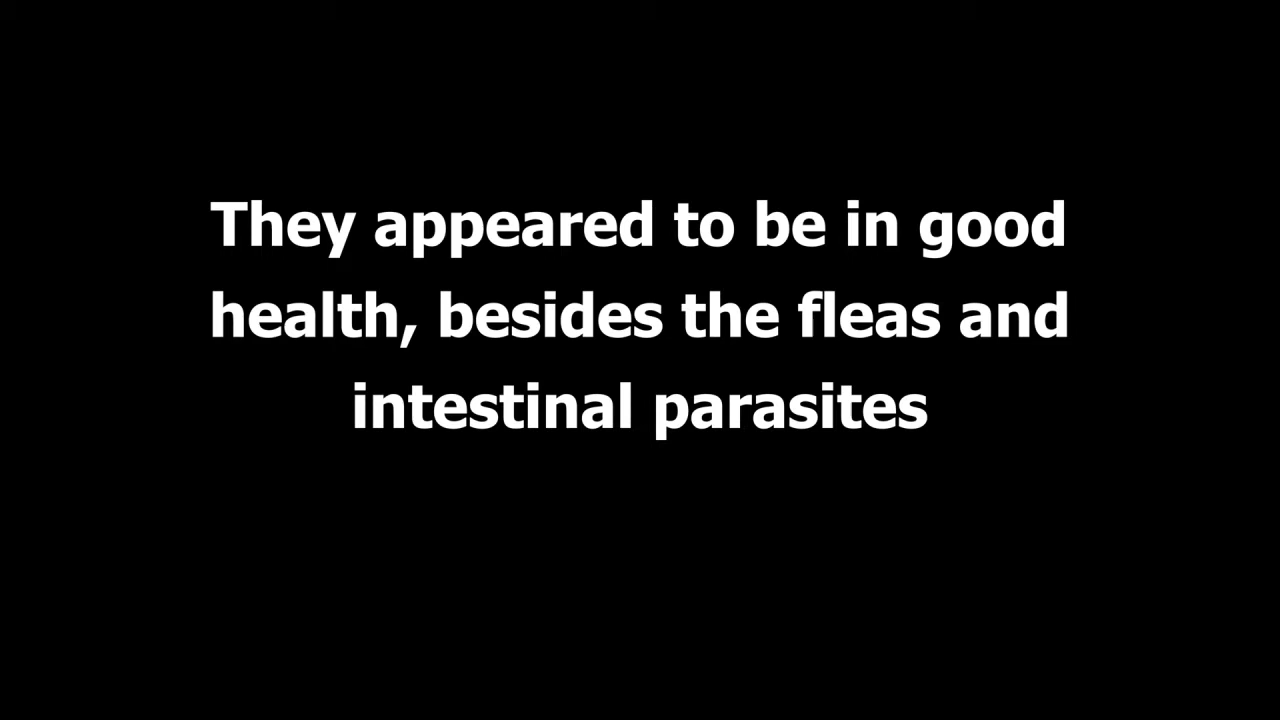 They appeared to be in good
health, besides the fleas and
intestinal parasites